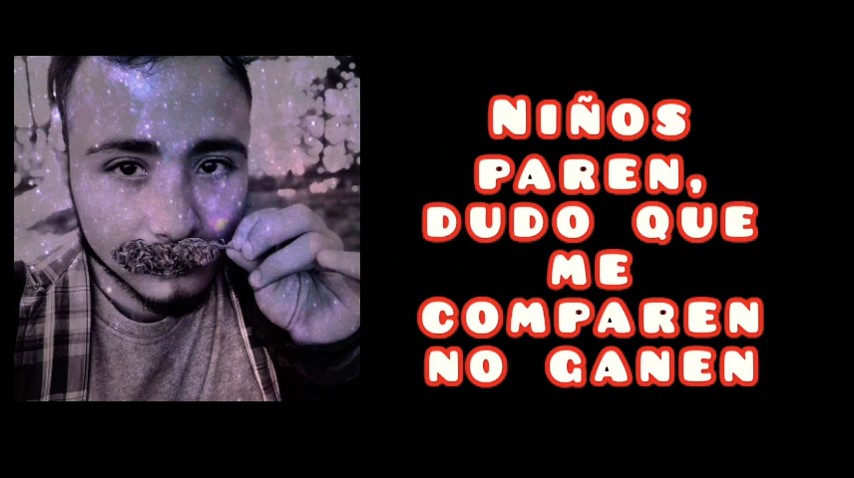 Niños
paren,
dudo que
me
comparen
no ganen